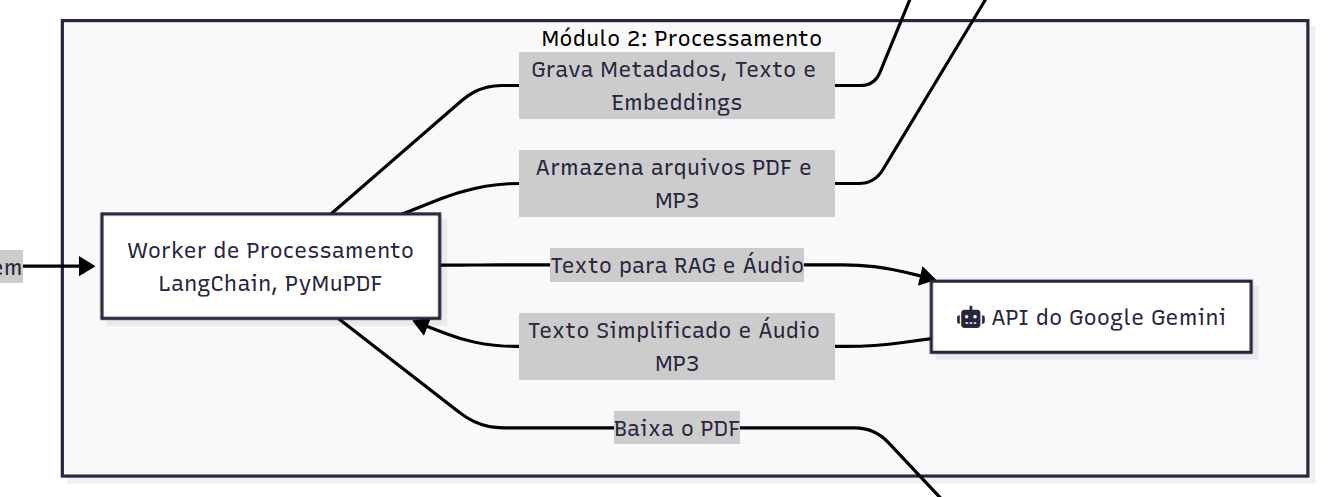 Módulo 2: Processamento
Grava Metadados, Texto e
Embeddings
Armazena arquivos PDF e
MP3
Worker de Processamento
LangChain, PyMuPDF
em
Texto para RAG e Áudio
API do Google Gemini
Texto Simplificado e Áudio
MP3
Baixa o PDF